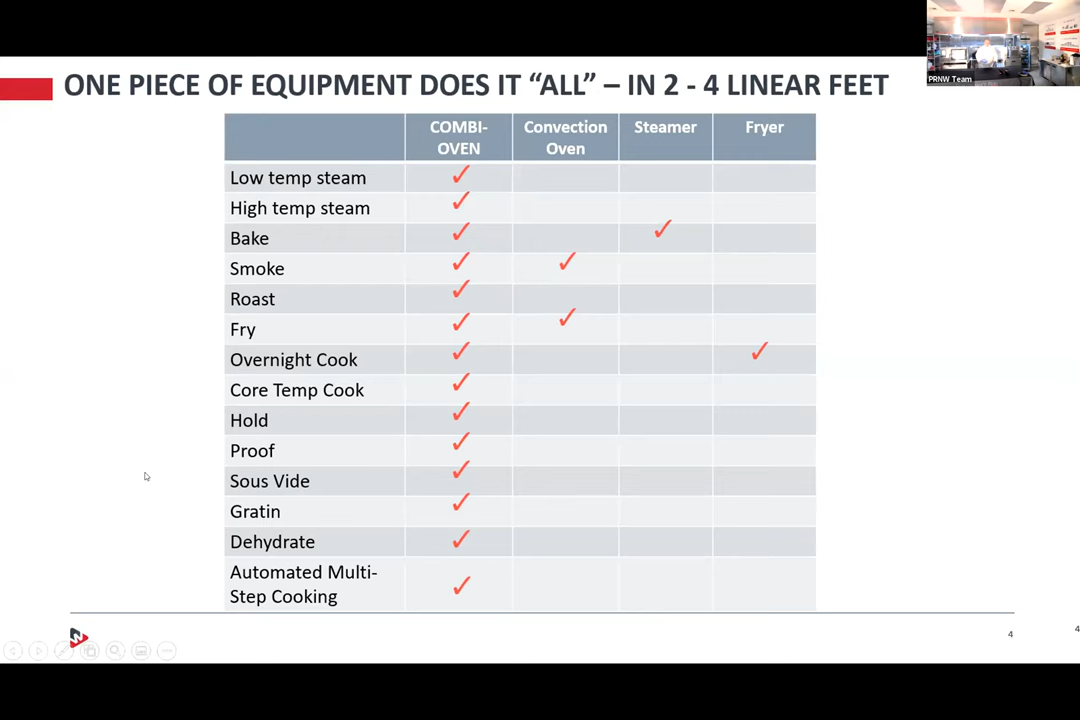 PRNW Team
ONE PIECE OF EQUIPMENT DOES IT “ALL” – IN 2 - 4 LINEAR FEET
COMBI-
OVEN
Convection
Oven
Steamer
Fryer
Low temp steam
High temp steam
Bake
Smoke
Roast
Fry
Overnight Cook
Core Temp Cook
Hold
Proof
Sous Vide
Gratin
Dehydrate
Automated Multi-
Step Cooking
4
4